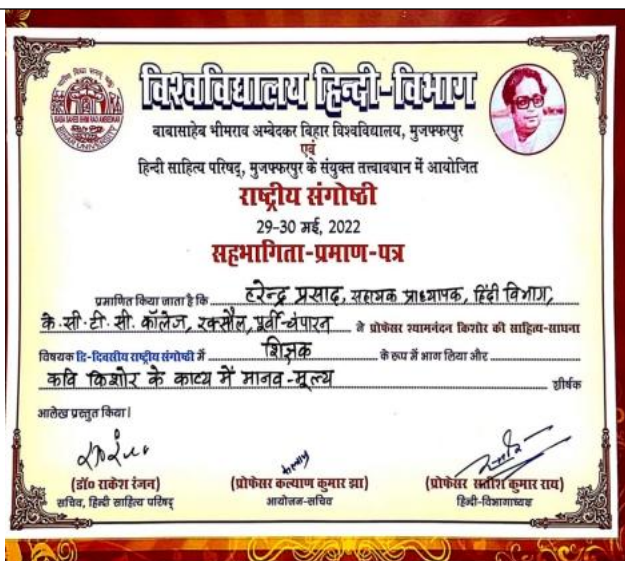 विश्वविद्यालय हिन्दी-विभाग
बाबासाहेब भीमराव अम्बेदकर बिहार विश्वविद्यालय, मुजफ्फरपुर
एवं
हिन्दी साहित्य परिषद्, मुजफ्फरपुर के संयुक्त तत्त्वावधान में आयोजित
राष्ट्रीय संगोष्ठी
29-30 मई, 2022
सहभागिता-प्रमाण-पत्र
प्रमाणित किया जाता है कि हरेन्द्र प्रसाद, सहायक प्राध्यापक, हिंदी विभाग,
के.सी.टी.सी. कॉलेज, रक्सौल, पूर्वी-चंपारन ने प्रोफेसर श्यामनंदन किशोर की साहित्य-साधना
विषयक द्वि-दिवसीय राष्ट्रीय संगोष्ठी में शिक्षक के रूप में भाग लिया और
कवि किशोर के काव्य में मानव-मूल्य शीर्षक
आलेख प्रस्तुत किया।
(डॉ० राकेश रंजन) (प्रोफेसर कल्याण कुमार झा) (प्रोफेसर सतीश कुमार राय)
सचिव, हिन्दी साहित्य परिषद् आयोजन-सचिव हिन्दी-विभागाध्यक्ष